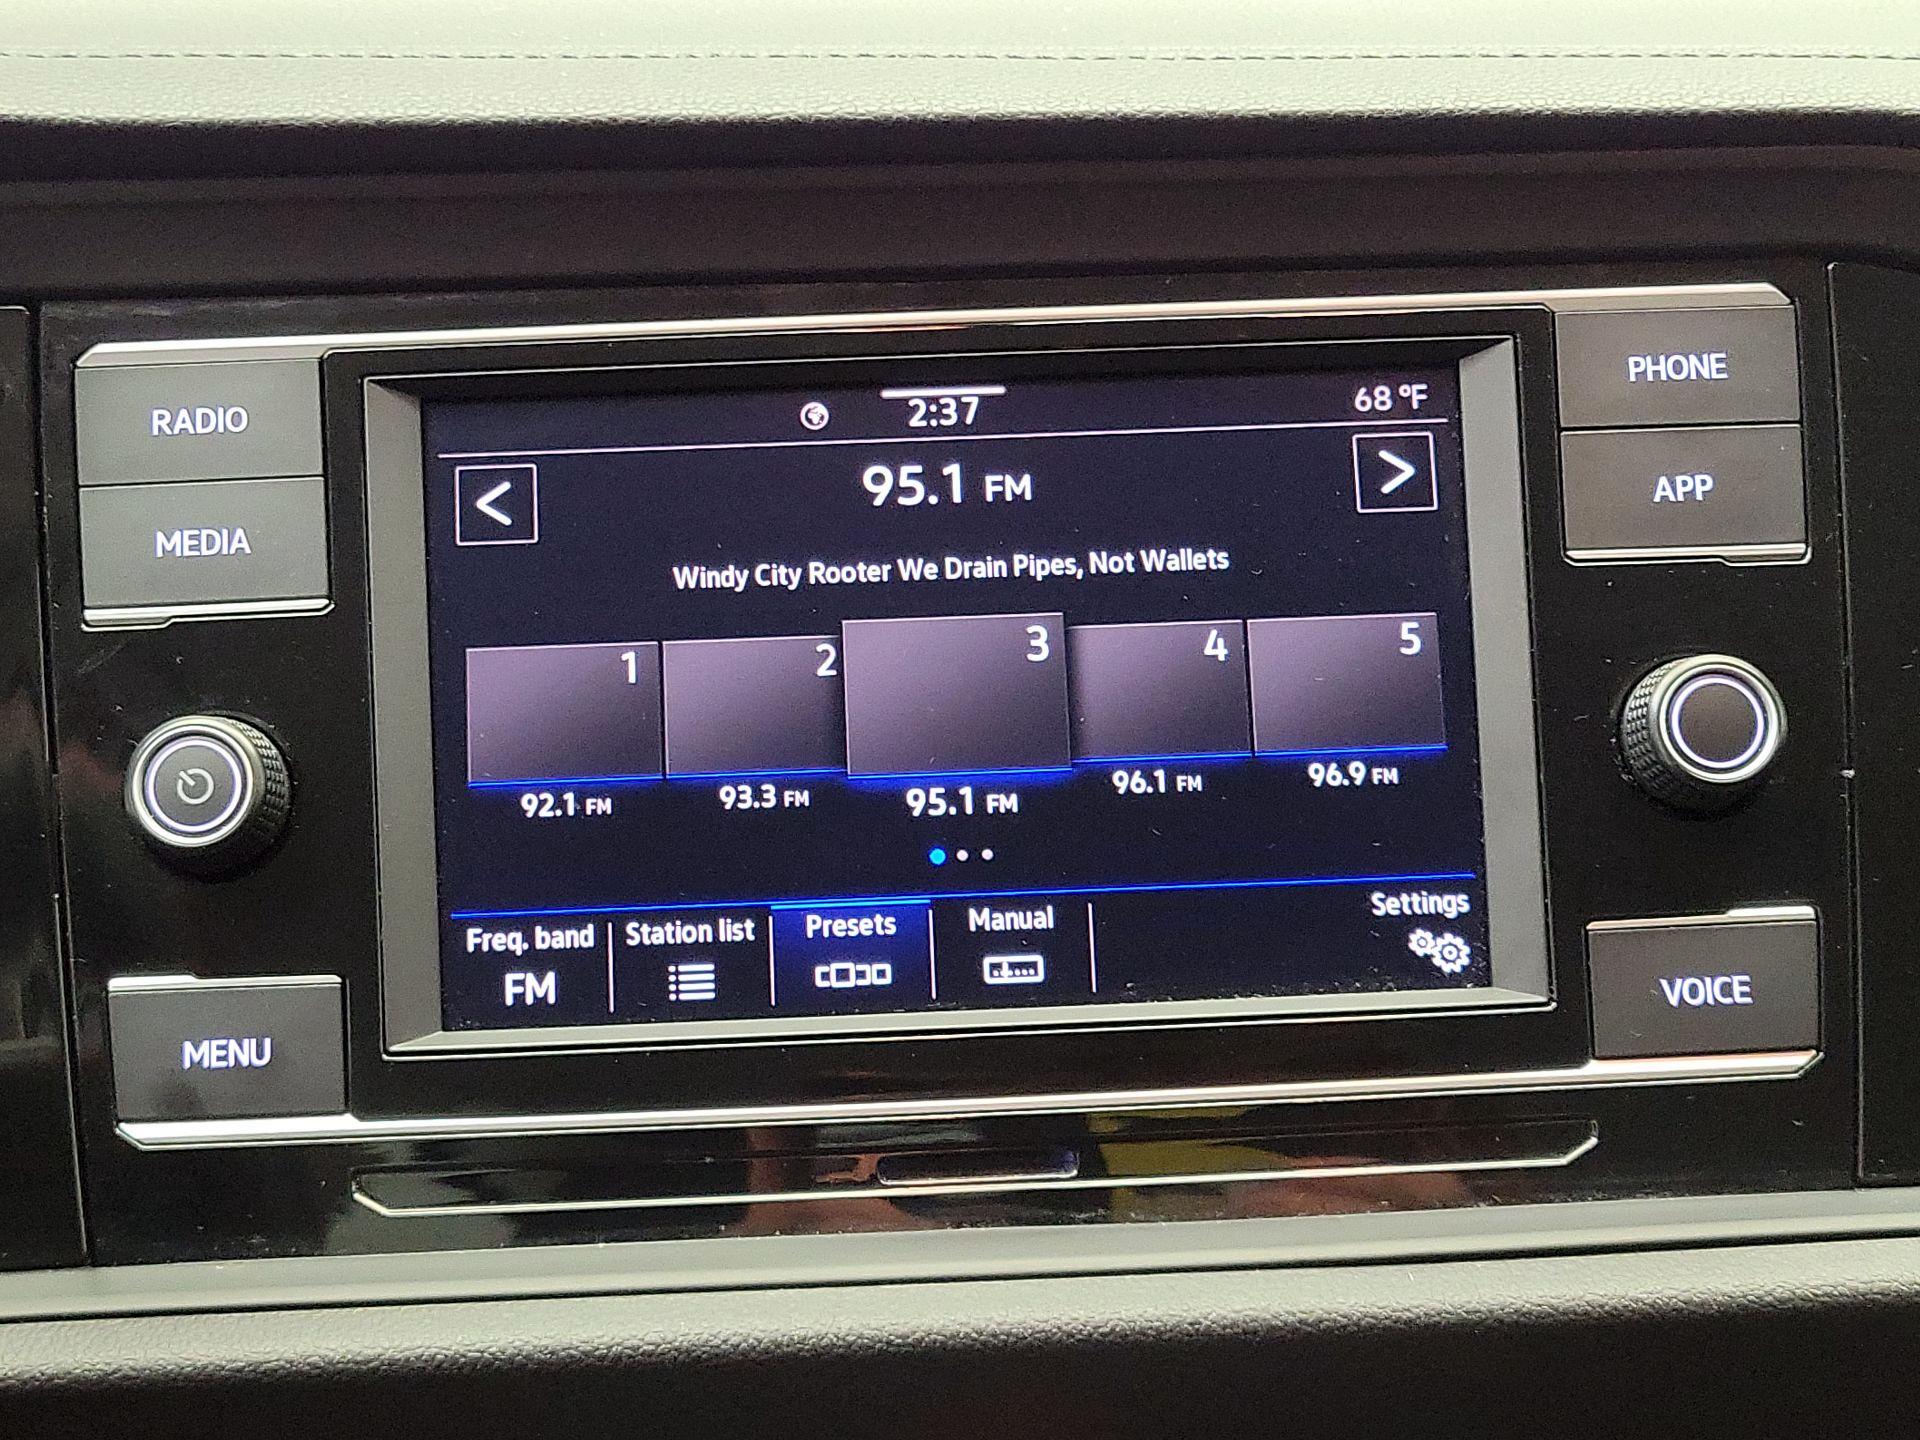 RADIO
MEDIA
MENU
2:37
68 °F
<
95.1 FM
>
Windy City Rooter We Drain Pipes, Not Wallets
1
2
3
4
5
92.1 FM
93.3 FM
95.1 FM
96.1 FM
96.9 FM
Freq. band
FM
Station list
Presets
Manual
Settings
PHONE
APP
VOICE